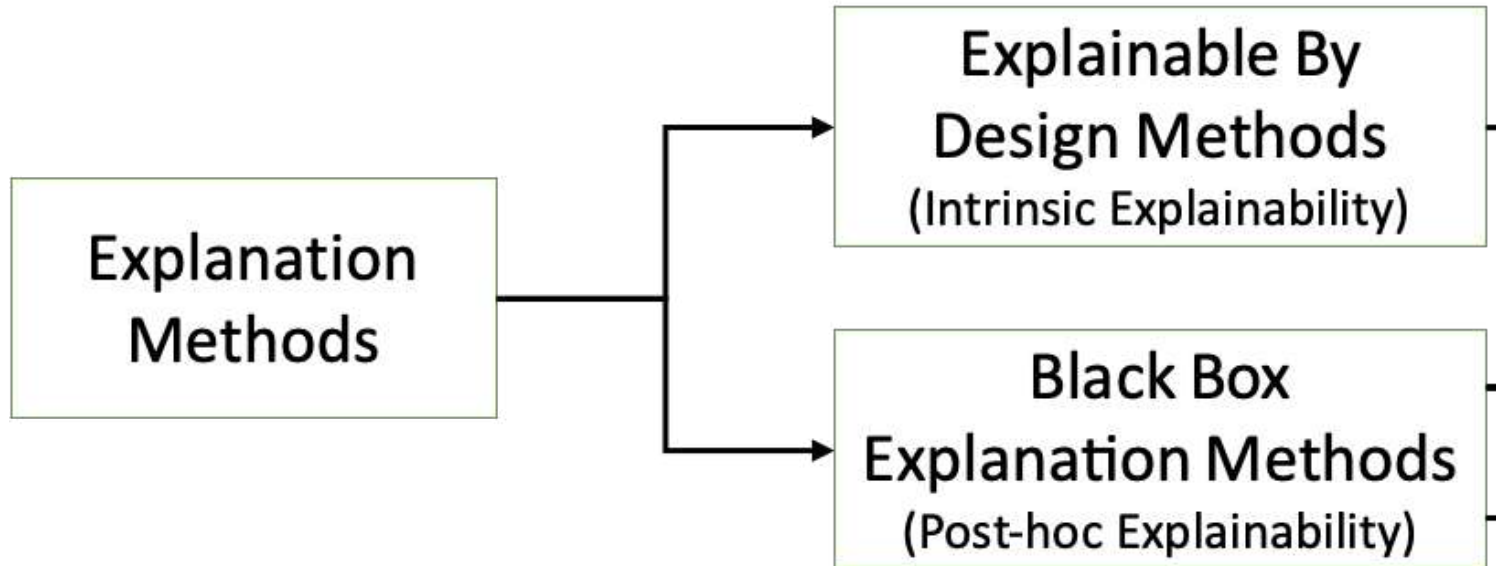 Explanation
Methods
Explainable By
Design Methods
(Intrinsic Explainability)
Black Box
Explanation Methods
(Post-hoc Explainability)